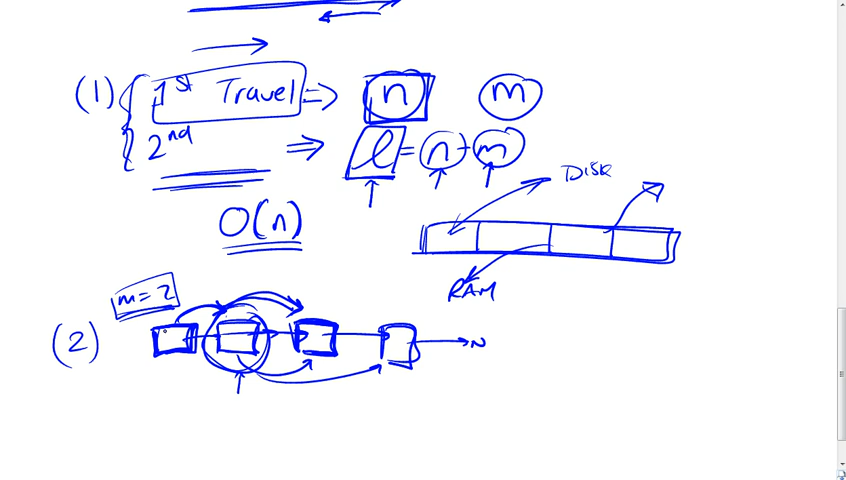 (1) 1st Travel ⇒ n m
2nd ⇒ l = n - m
DISK
O(n)
RAM
m = 2
(2) N